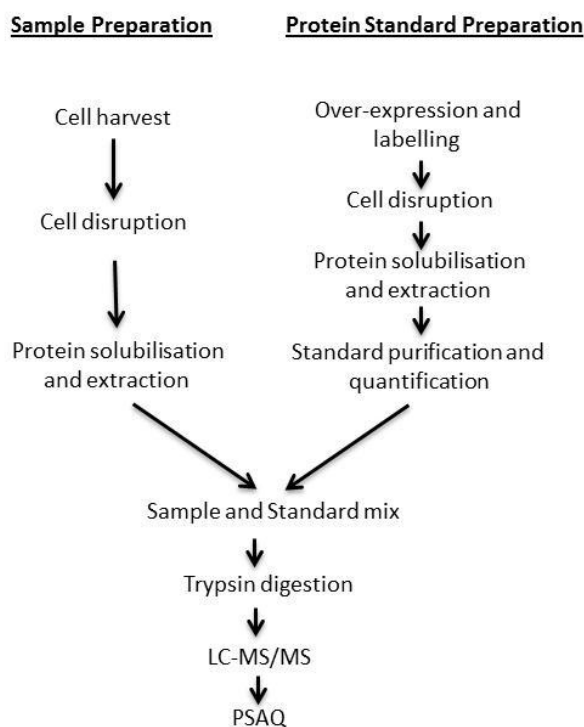 Sample Preparation
Protein Standard Preparation
Cell harvest
Cell disruption
Protein solubilisation
and extraction
Over-expression and
labelling
Cell disruption
Protein solubilisation
and extraction
Standard purification and
quantification
Sample and Standard mix
Trypsin digestion
LC-MS/MS
PSAQ